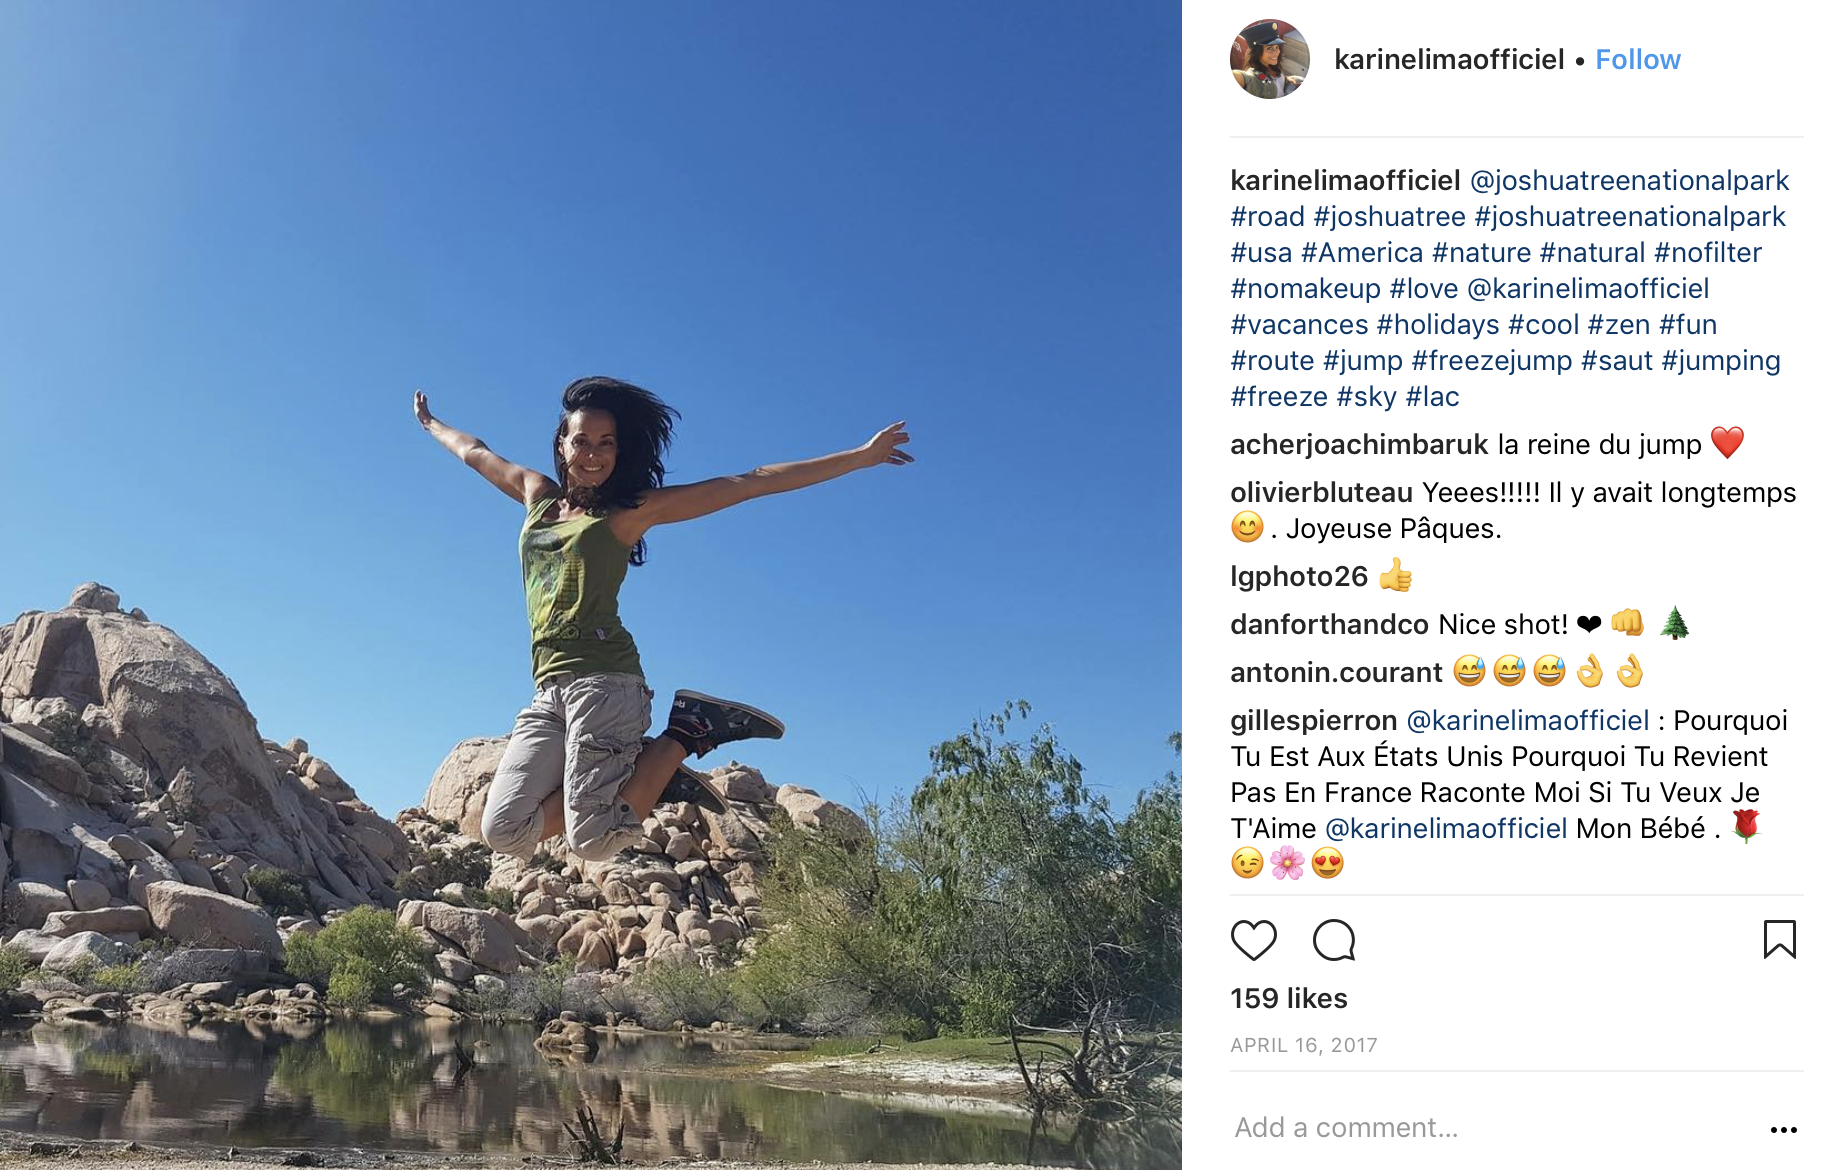 karinelimaofficiel • Follow
karinelimaofficiel @joshuatreenationalpark
#road #joshuatree #joshuatreenationalpark
#usa #America #nature #natural #nofilter
#nomakeup #love @karinelimaofficiel
#vacances #holidays #cool #zen #fun
#route #jump #freezejump #saut #jumping
#freeze #sky #lac
acherjoachimbaruk la reine du jump ❤️
olivierbluteau Yeees!!!!! Il y avait longtemps
😊 . Joyeuse Pâques.
lgphoto26 👍
danforthandco Nice shot! ❤ 👊 🌲
antonin.courant 😅😅😅👌👌
gillespierron @karinelimaofficiel : Pourquoi
Tu Est Aux États Unis Pourquoi Tu Revient
Pas En France Raconte Moi Si Tu Veux Je
T'Aime @karinelimaofficiel Mon Bébé . 🌹
😉🌸😍
159 likes
APRIL 16, 2017
Add a comment...